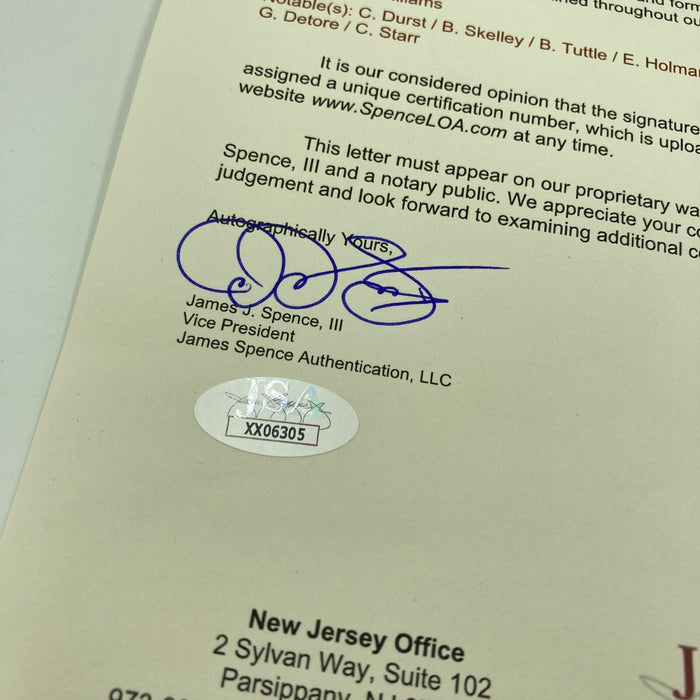 Notable(s): C. Durst / B. Skelley / B. Tuttle / E. Holman
G. Detore / C. Starr
throughout
It is our considered opinion that the signature
assigned a unique certification number, which is
website www.SpenceLOA.com at any time.
This letter must appear on our proprietary
Spence, III and a notary public. We appreciate your
judgement and look forward to examining additional
Autographically Yours,
James J. Spence, III
Vice President
James Spence Authentication, LLC
JSA
XX06305
New Jersey Office
2 Sylvan Way, Suite 102
Parsippany, NJ
J